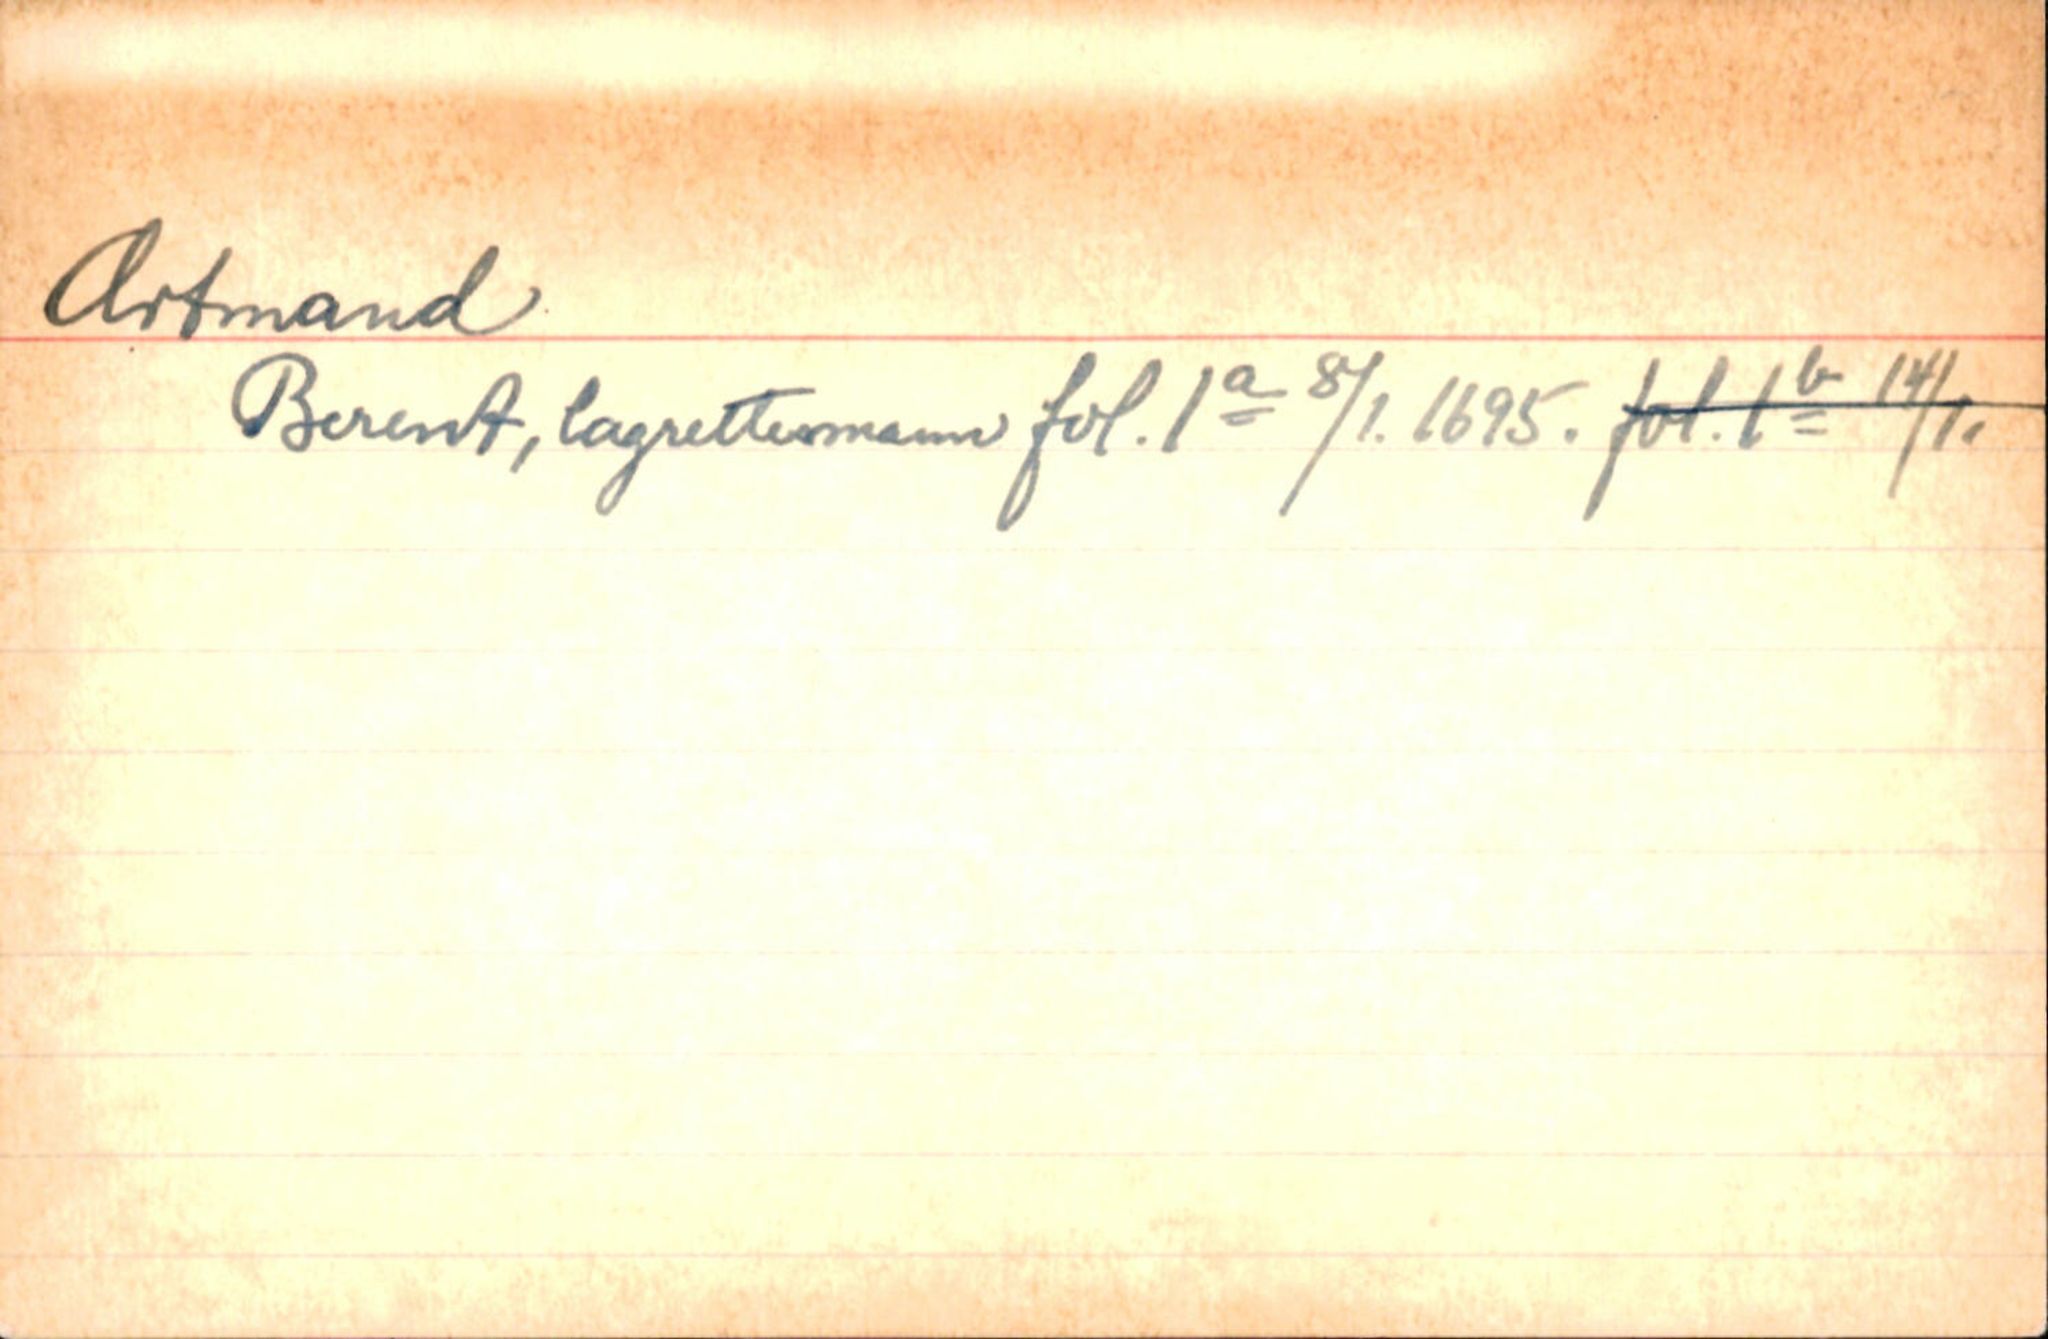 Artmand
Berent, lagrettesmann fol. 1a 8/1. 1695. fol. 1b 14/1.